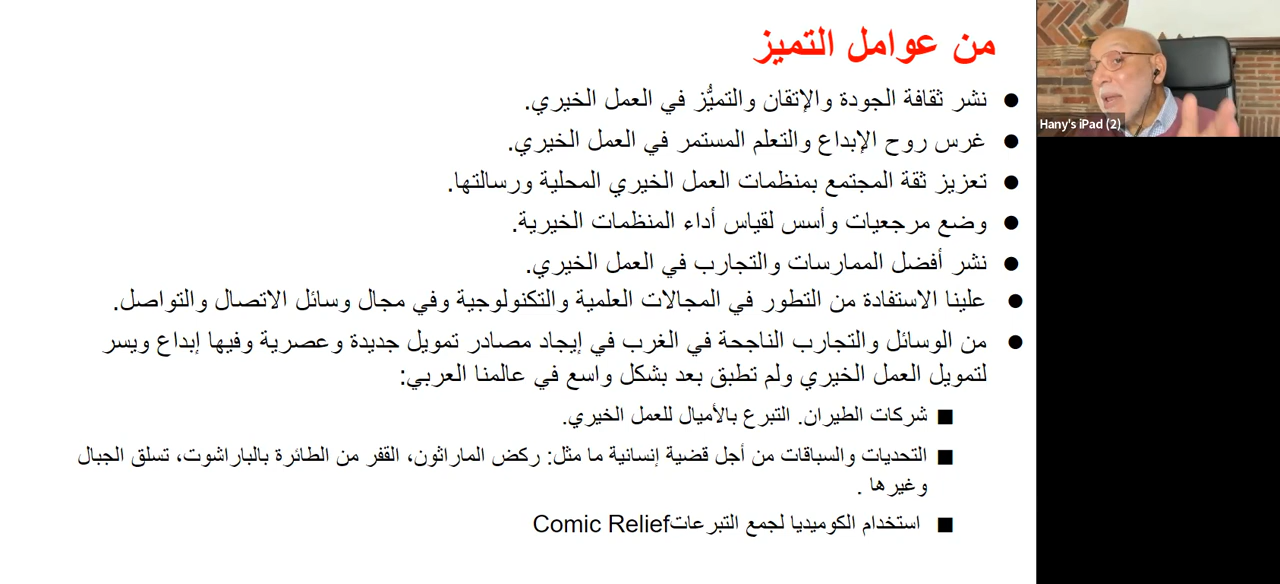 من عوامل التميز
● نشر ثقافة الجودة والإتقان والتميُّز في العمل الخيري.
● غرس روح الإبداع والتعلم المستمر في العمل الخيري.
● تعزيز ثقة المجتمع بمنظمات العمل الخيري المحلية ورسالتها.
● وضع مرجعيات وأسس لقياس أداء المنظمات الخيرية.
● نشر أفضل الممارسات والتجارب في العمل الخيري.
● علينا الاستفادة من التطور في المجالات العلمية والتكنولوجية وفي مجال وسائل الاتصال والتواصل.
● من الوسائل والتجارب الناجحة في الغرب في إيجاد مصادر تمويل جديدة وعصرية وفيها إبداع ويسر
لتمويل العمل الخيري ولم تطبق بعد بشكل واسع في عالمنا العربي:
■ شركات الطيران. التبرع بالأميال للعمل الخيري.
■ التحديات والسباقات من أجل قضية إنسانية ما مثل: ركض الماراثون، القفر من الطائرة بالباراشوت، تسلق الجبال
وغيرها .
■ استخدام الكوميديا لجمع التبرعاتComic Relief
Hany's iPad (2)